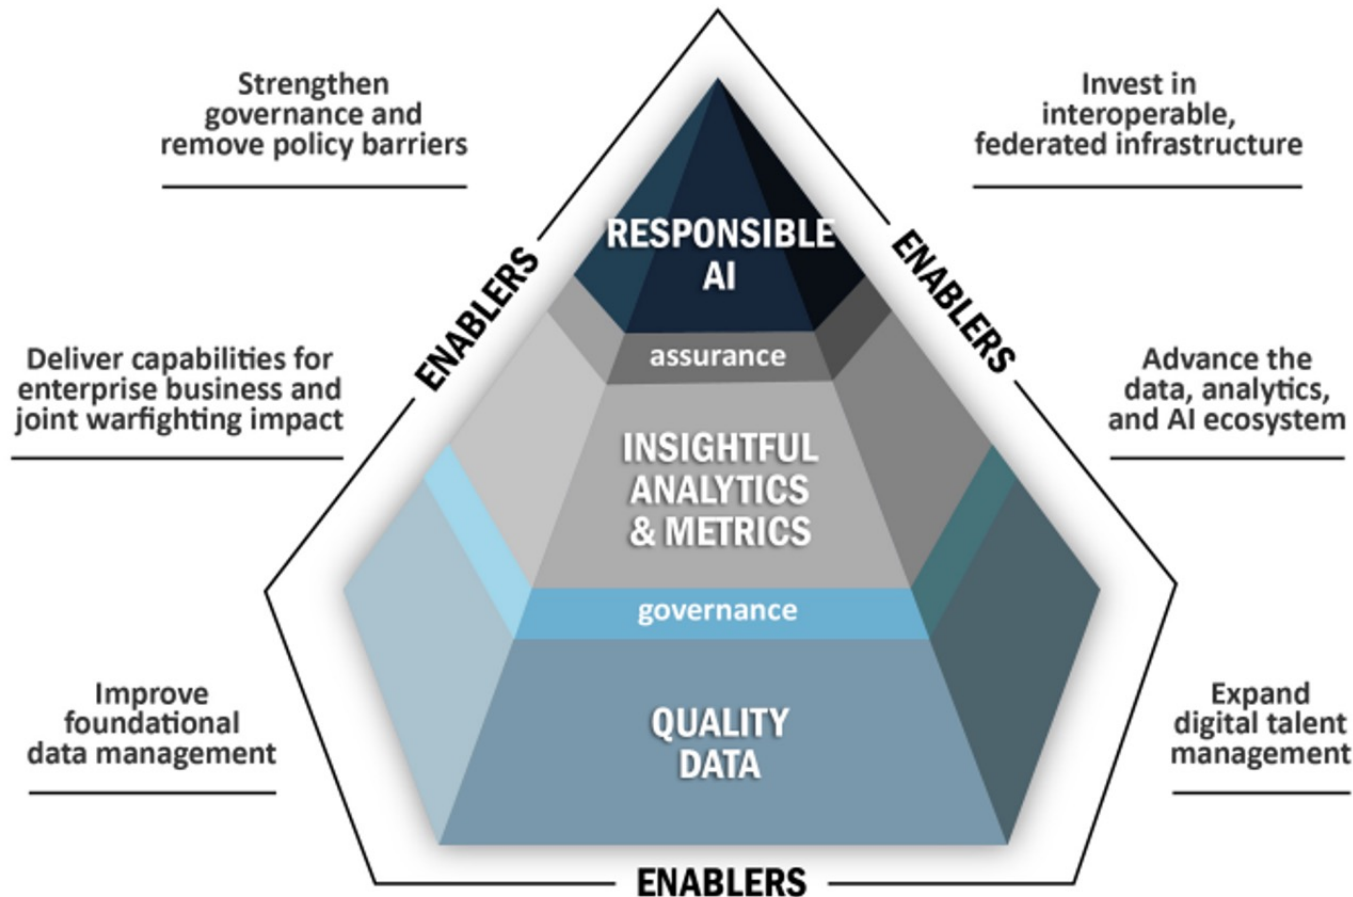 Strengthen
governance and
remove policy barriers
Invest in
interoperable,
federated infrastructure
RESPONSIBLE
AI
ENABLERS
ENABLERS
assurance
Deliver capabilities for
enterprise business and
joint warfighting impact
Advance the
data, analytics,
and AI ecosystem
INSIGHTFUL
ANALYTICS
& METRICS
governance
Improve
foundational
data management
QUALITY
DATA
Expand
digital talent
management
ENABLERS